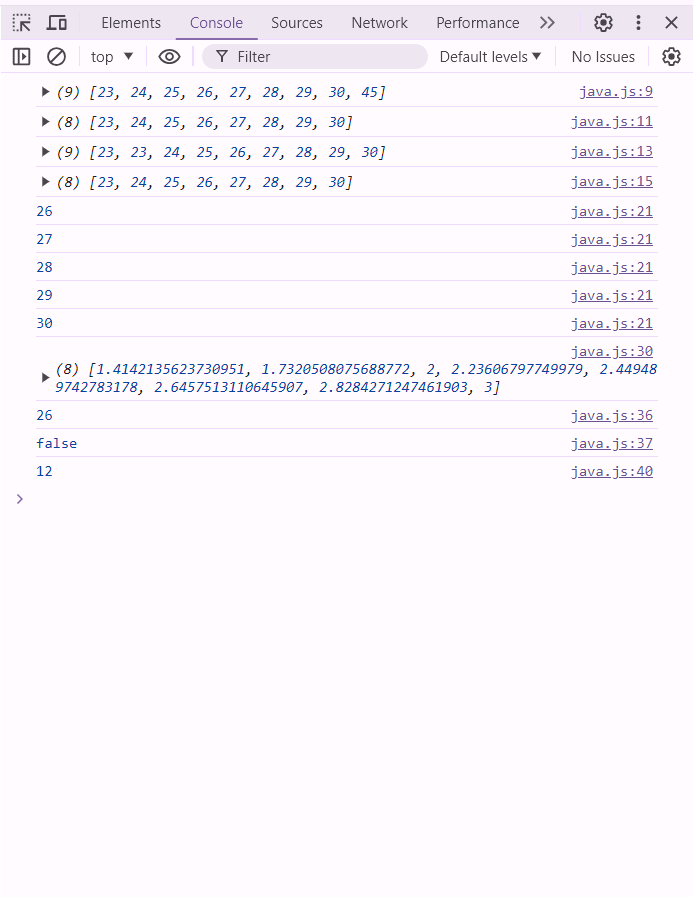 Elements Console Sources Network Performance
top Filter Default levels No Issues
(9) [23, 24, 25, 26, 27, 28, 29, 30, 45] java.js:9
(8) [23, 24, 25, 26, 27, 28, 29, 30] java.js:11
(9) [23, 23, 24, 25, 26, 27, 28, 29, 30] java.js:13
(8) [23, 24, 25, 26, 27, 28, 29, 30] java.js:15
26 java.js:21
27 java.js:21
28 java.js:21
29 java.js:21
30 java.js:21
java.js:30
(8) [1.4142135623730951, 1.7320508075688772, 2, 2.23606797749979, 2.44948
9742783178, 2.6457513110645907, 2.8284271247461903, 3]
26 java.js:36
false java.js:37
12 java.js:40